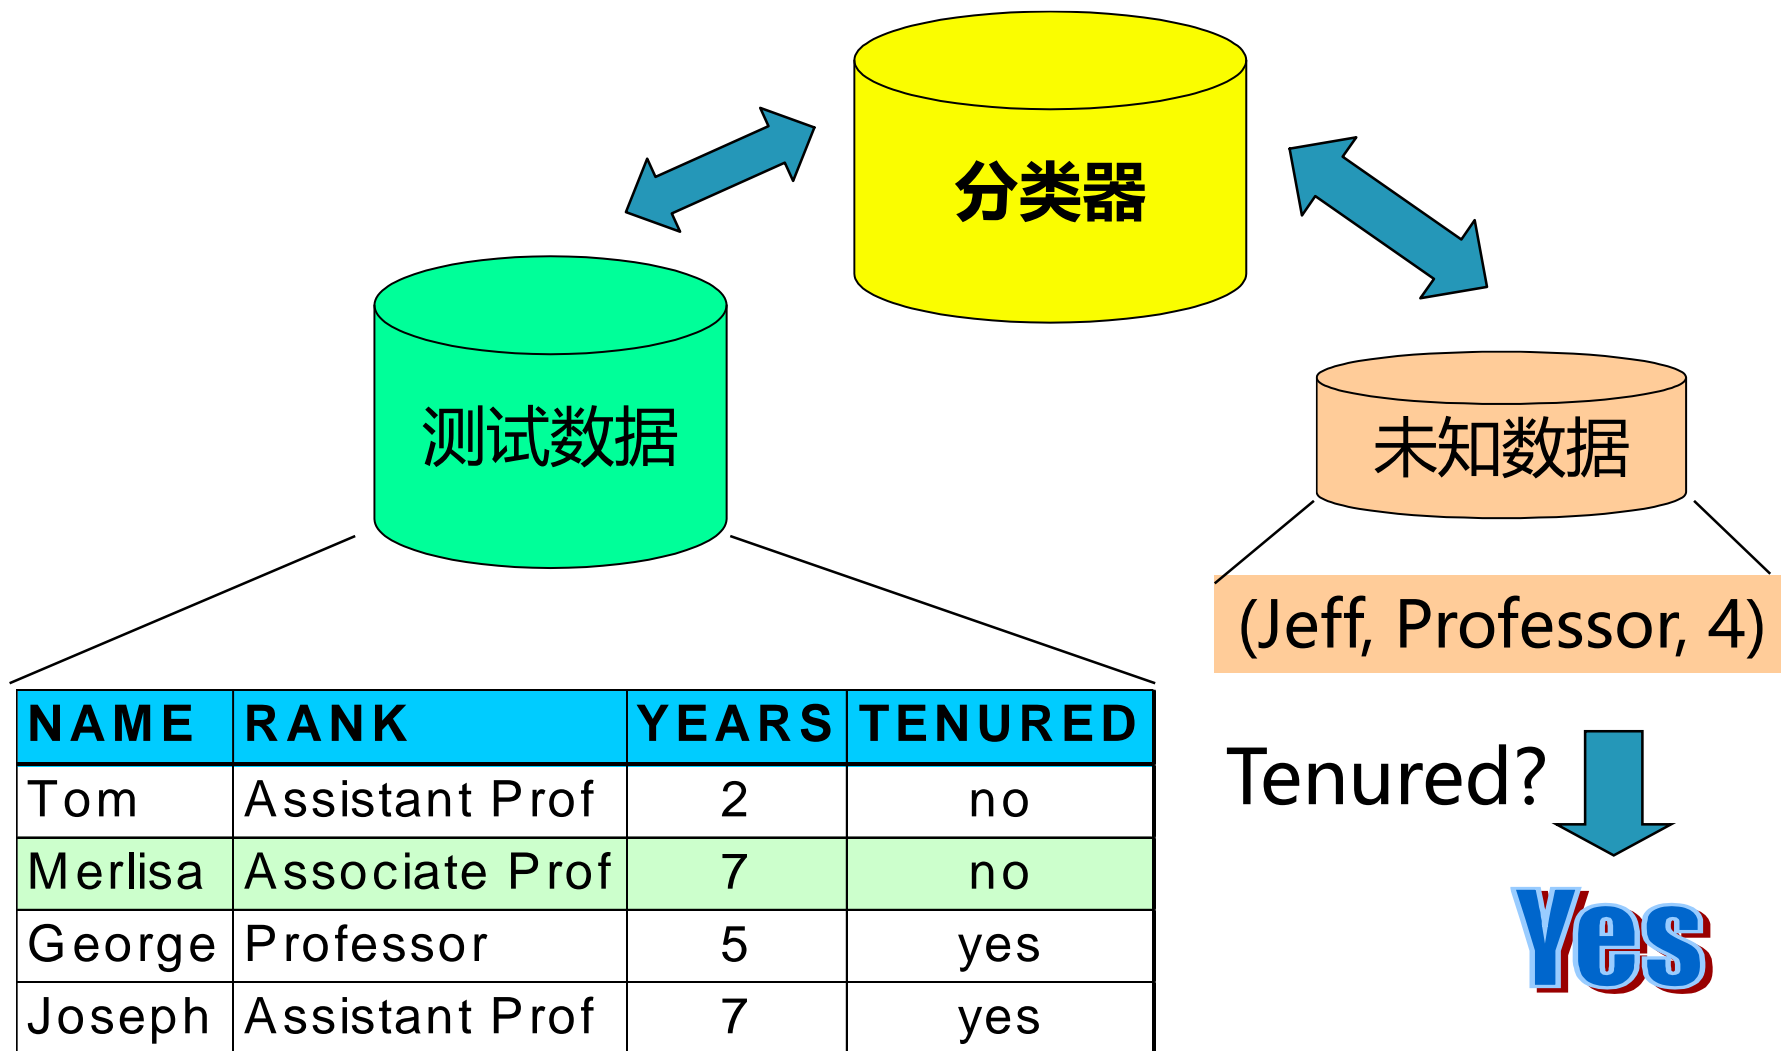 分类器
测试数据
未知数据
(Jeff, Professor, 4)
NAME RANK YEARS TENURED
Tom Assistant Prof 2 no
Merlisa Associate Prof 7 no
George Professor 5 yes
Joseph Assistant Prof 7 yes
Tenured?
Yes